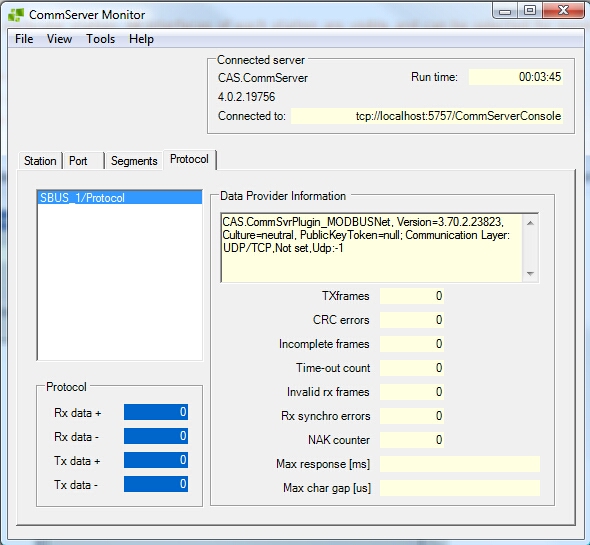 CommServer Monitor
File View Tools Help
Connected server
CAS.CommServer
Run time: 00:03:45
4.0.2.19756
Connected to: tcp://localhost:5757/CommServerConsole
Station Port Segments Protocol
SBUS_1/Protocol
Data Provider Information
CAS.CommSvrPlugin_MODBUSNet, Version=3.70.2.23823,
Culture=neutral, PublicKeyToken=null; Communication Layer:
UDP/TCP,Not set,Udp:-1
TXframes 0
CRC errors 0
Incomplete frames 0
Time-out count 0
Invalid rx frames 0
Rx synchro errors 0
NAK counter 0
Max response [ms]
Max char gap [us]
Protocol
Rx data + 0
Rx data - 0
Tx data + 0
Tx data - 0